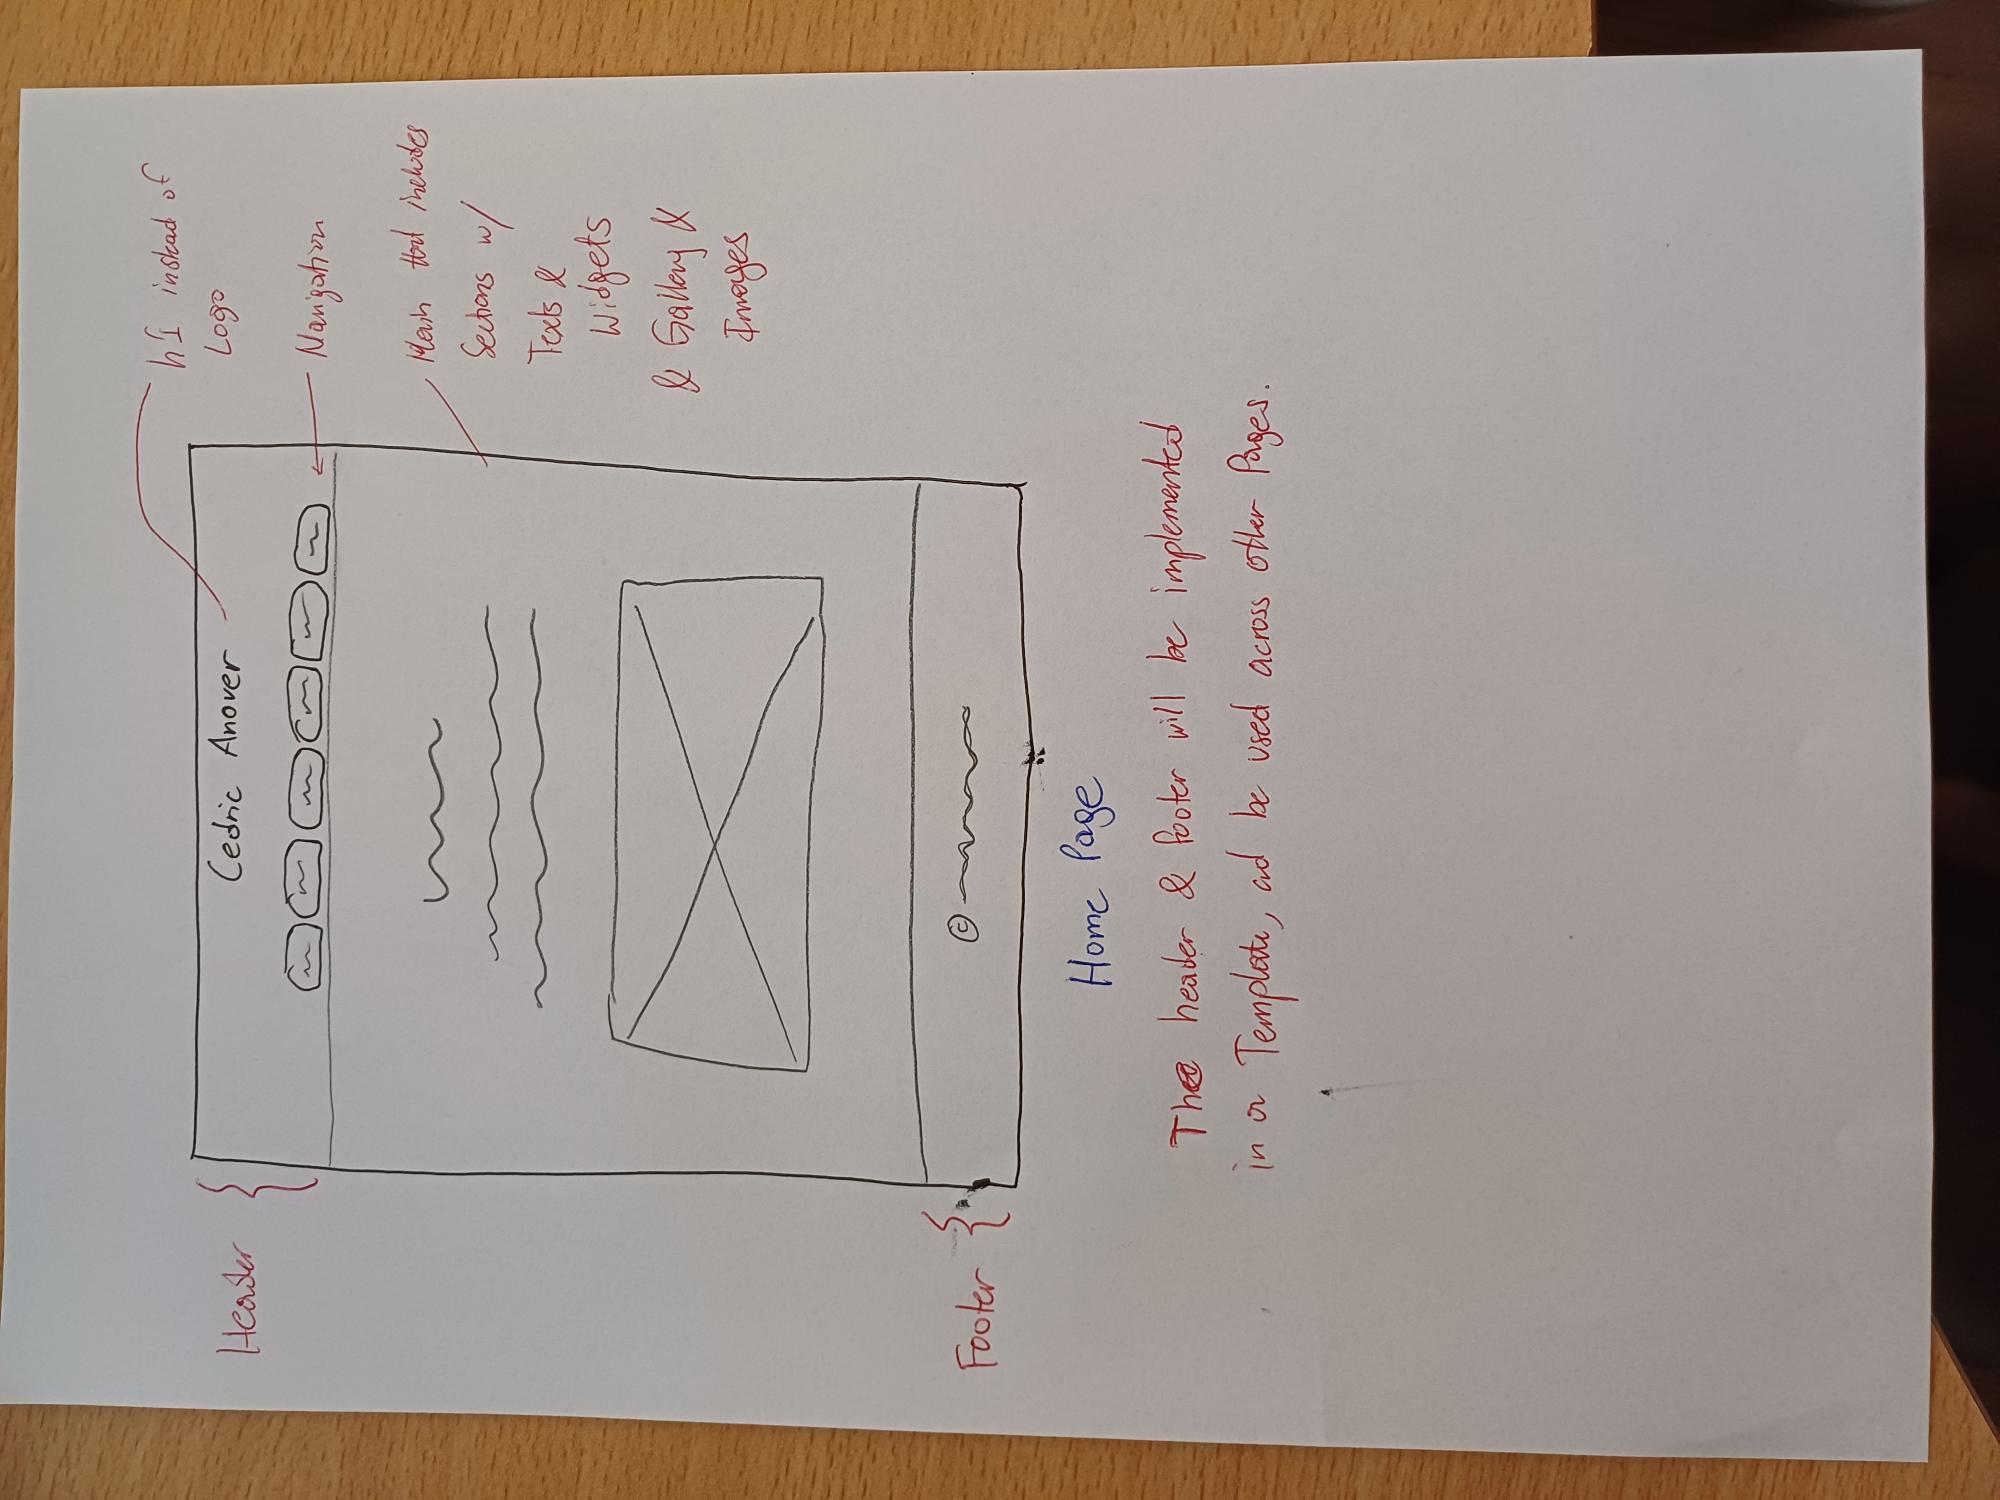 Header
Cedric Anover
h1 instead of
Logo
Navigation
Main that includes
Sections w/
Texts &
Widgets
& Gallery &
Images
Footer
©
Home Page
The header & footer will be implemented
in a Template, ad be used across other Pages.